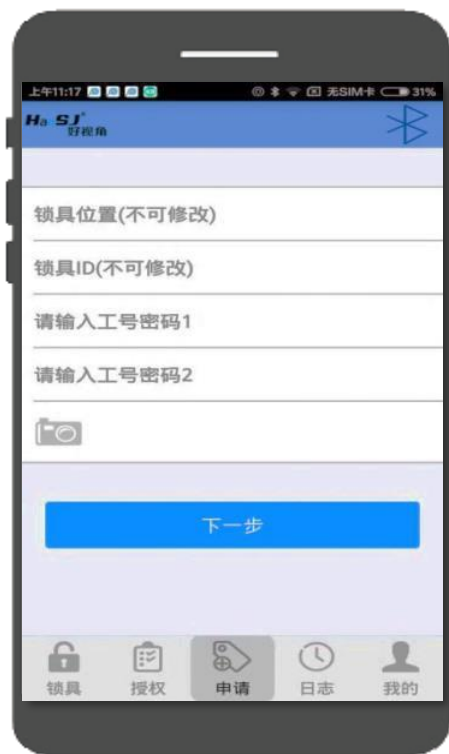 上午11:17 无SIM卡 31%
Ha SJ
好视角
锁具位置(不可修改)
锁具ID(不可修改)
请输入工号密码1
请输入工号密码2
下一步
锁具 授权 申请 日志 我的